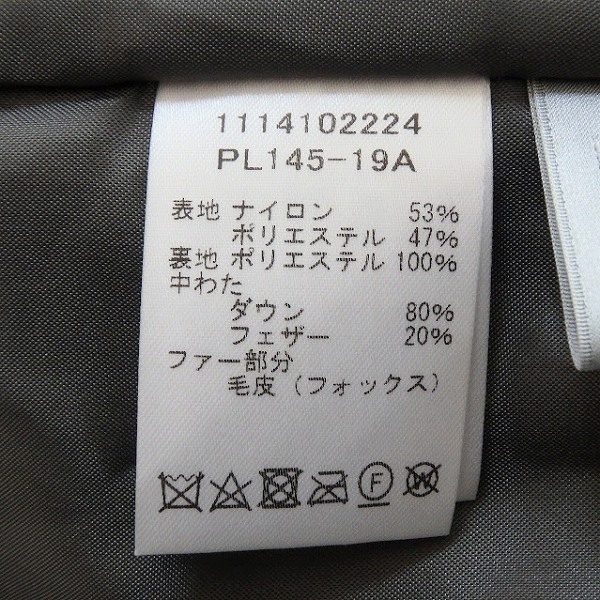 1114102224
PL145-19A
表地 ナイロン 53%
ポリエステル 47%
裏地 ポリエステル 100%
中わた
ダウン 80%
フェザー 20%
ファー部分
毛皮 (フォックス)
F W